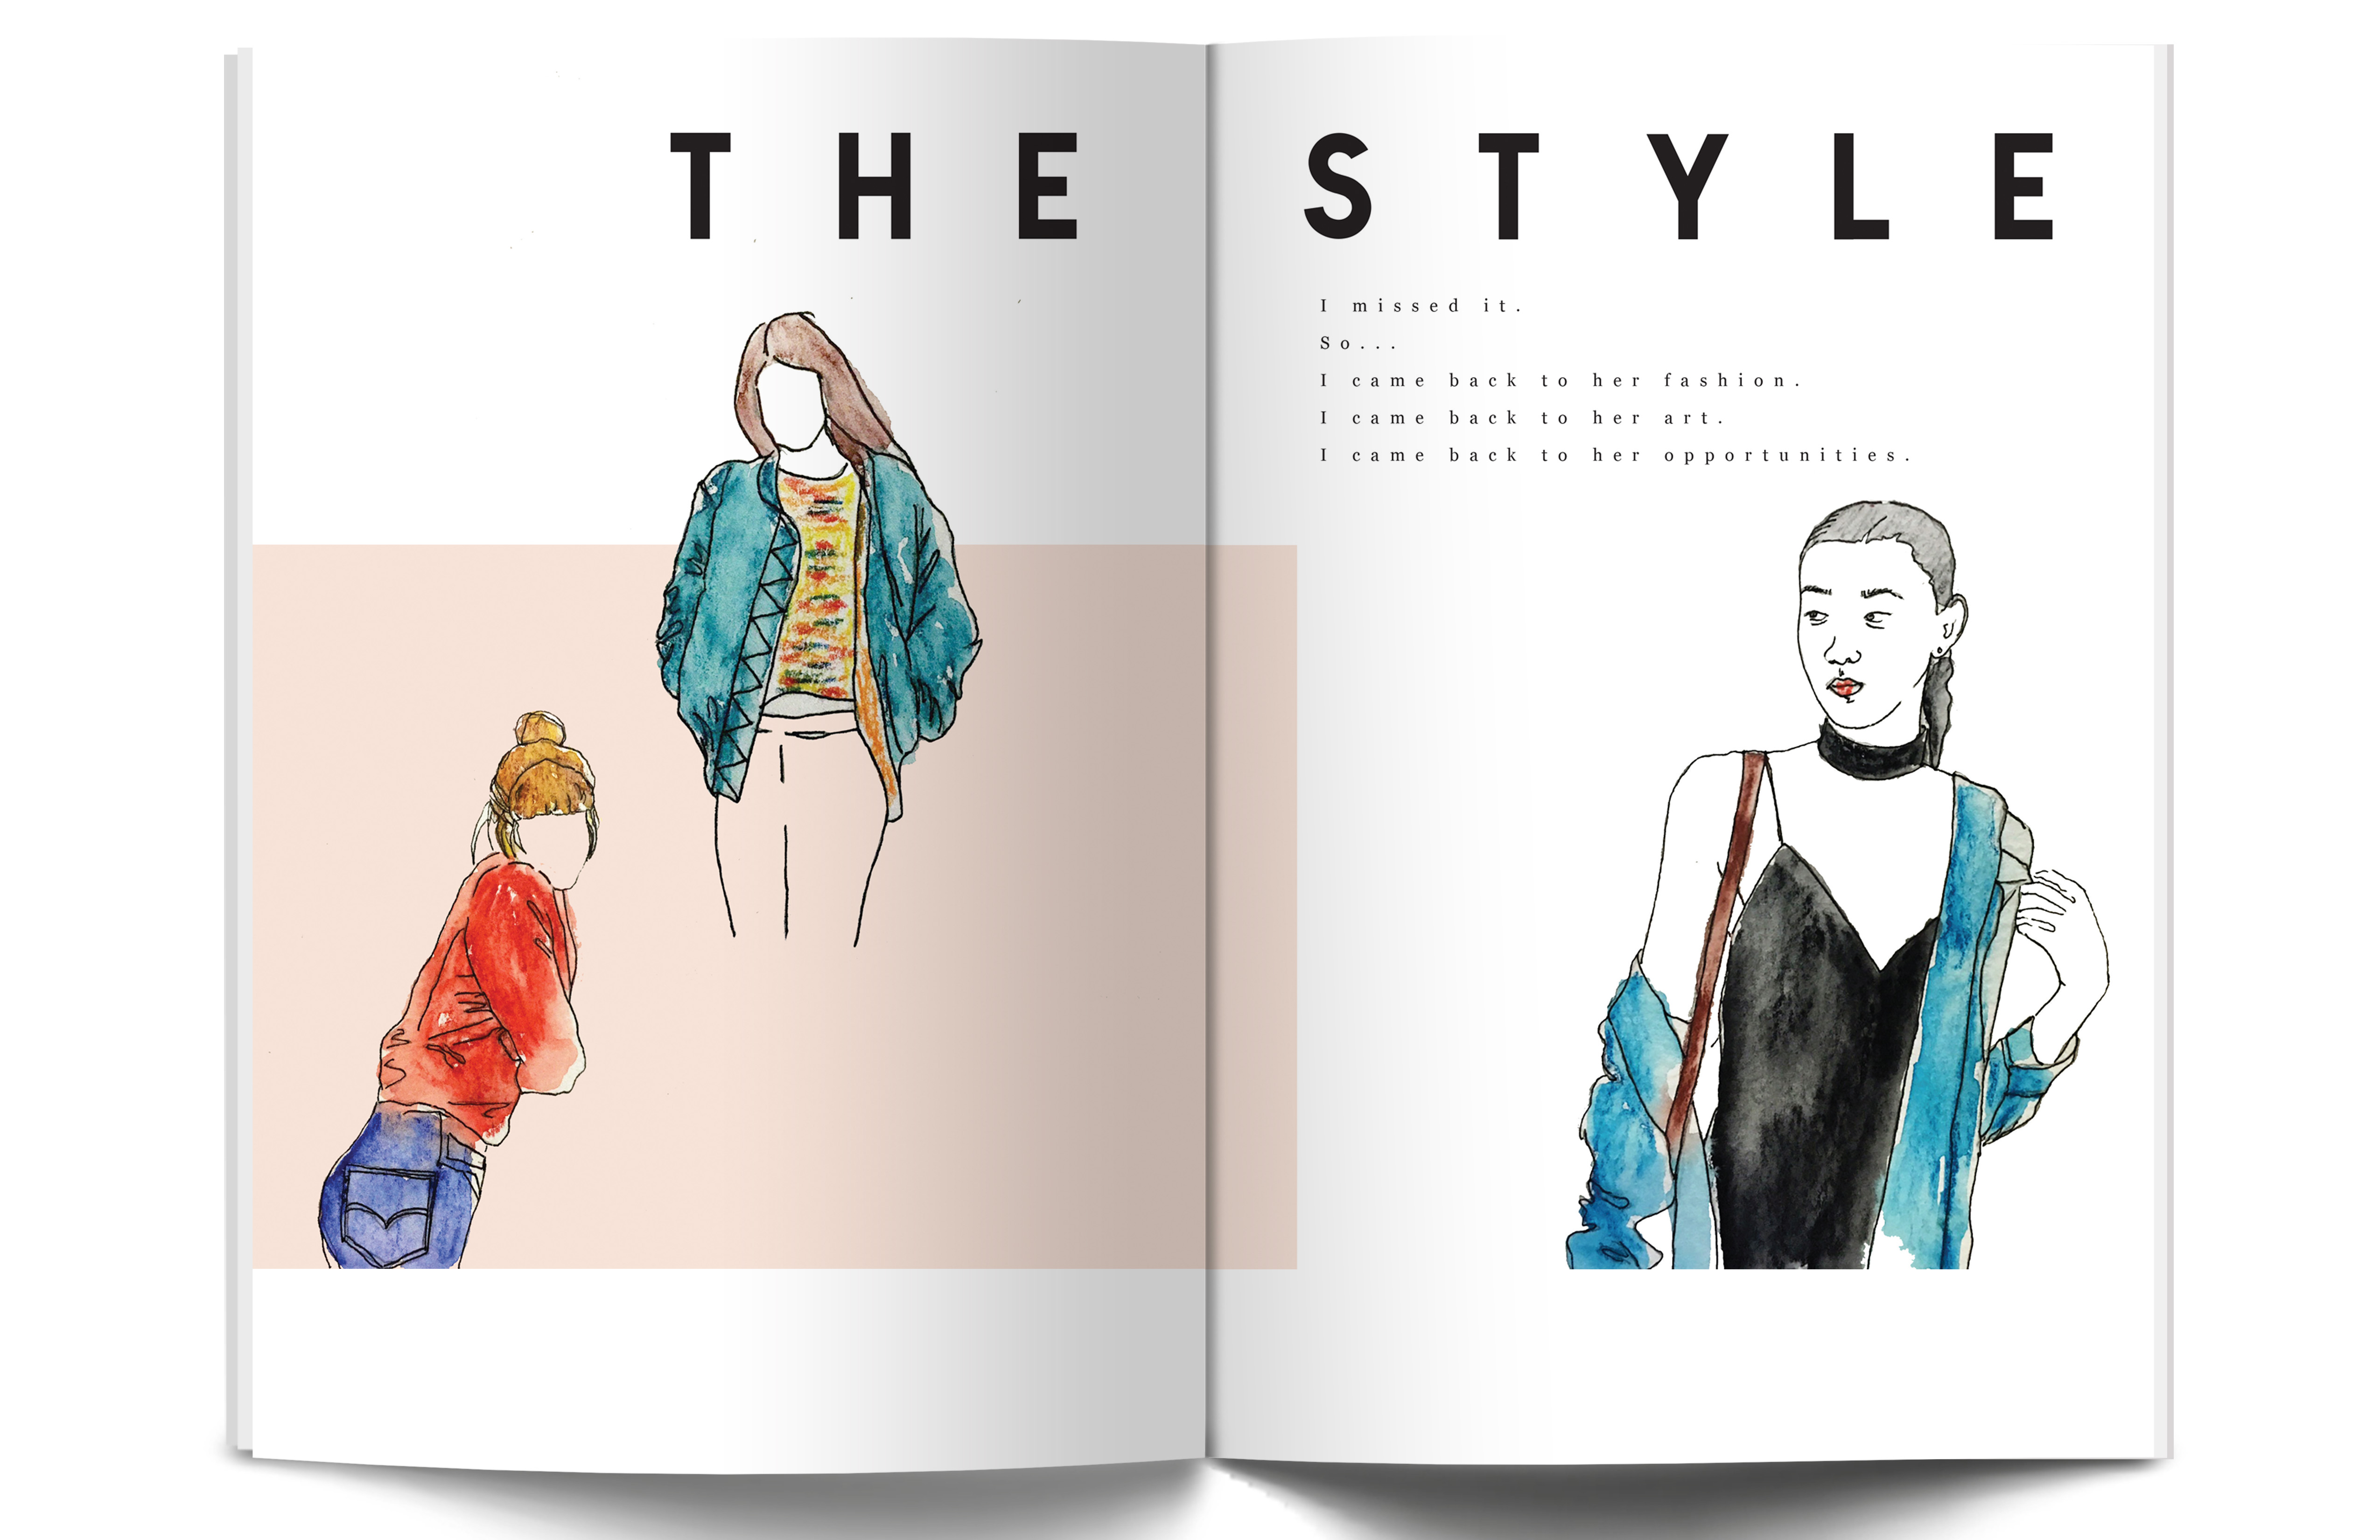 THE STYLE
I missed it.
So...
I came back to her fashion.
I came back to her art.
I came back to her opportunities.